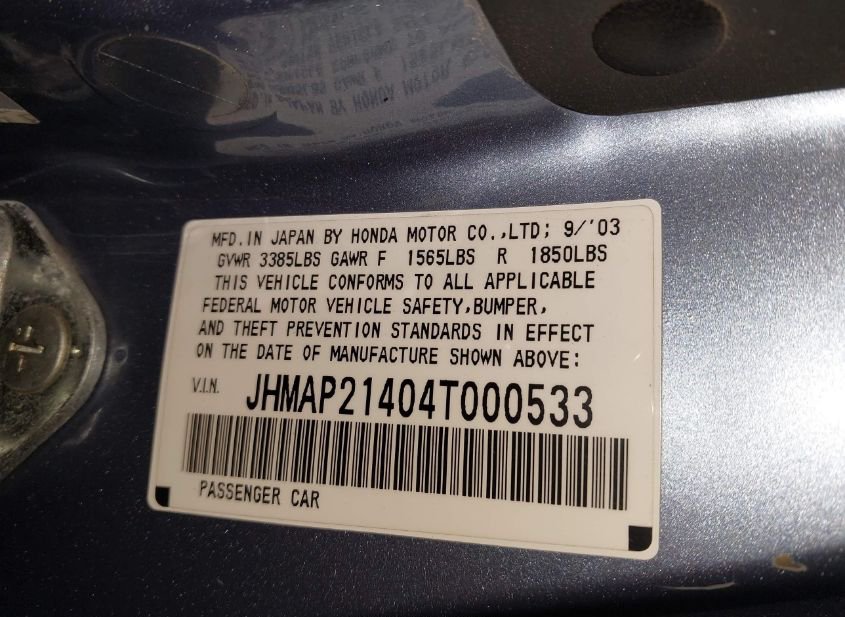 MFD.IN JAPAN BY HONDA MOTOR CO.,LTD; 9/'03
GVWR 3385LBS GAWR F 1565LBS R 1850LBS
THIS VEHICLE CONFORMS TO ALL APPLICABLE
FEDERAL MOTOR VEHICLE SAFETY,BUMPER,
AND THEFT PREVENTION STANDARDS IN EFFECT
ON THE DATE OF MANUFACTURE SHOWN ABOVE:
V.I.N. JHMAP21404T000533
PASSENGER CAR